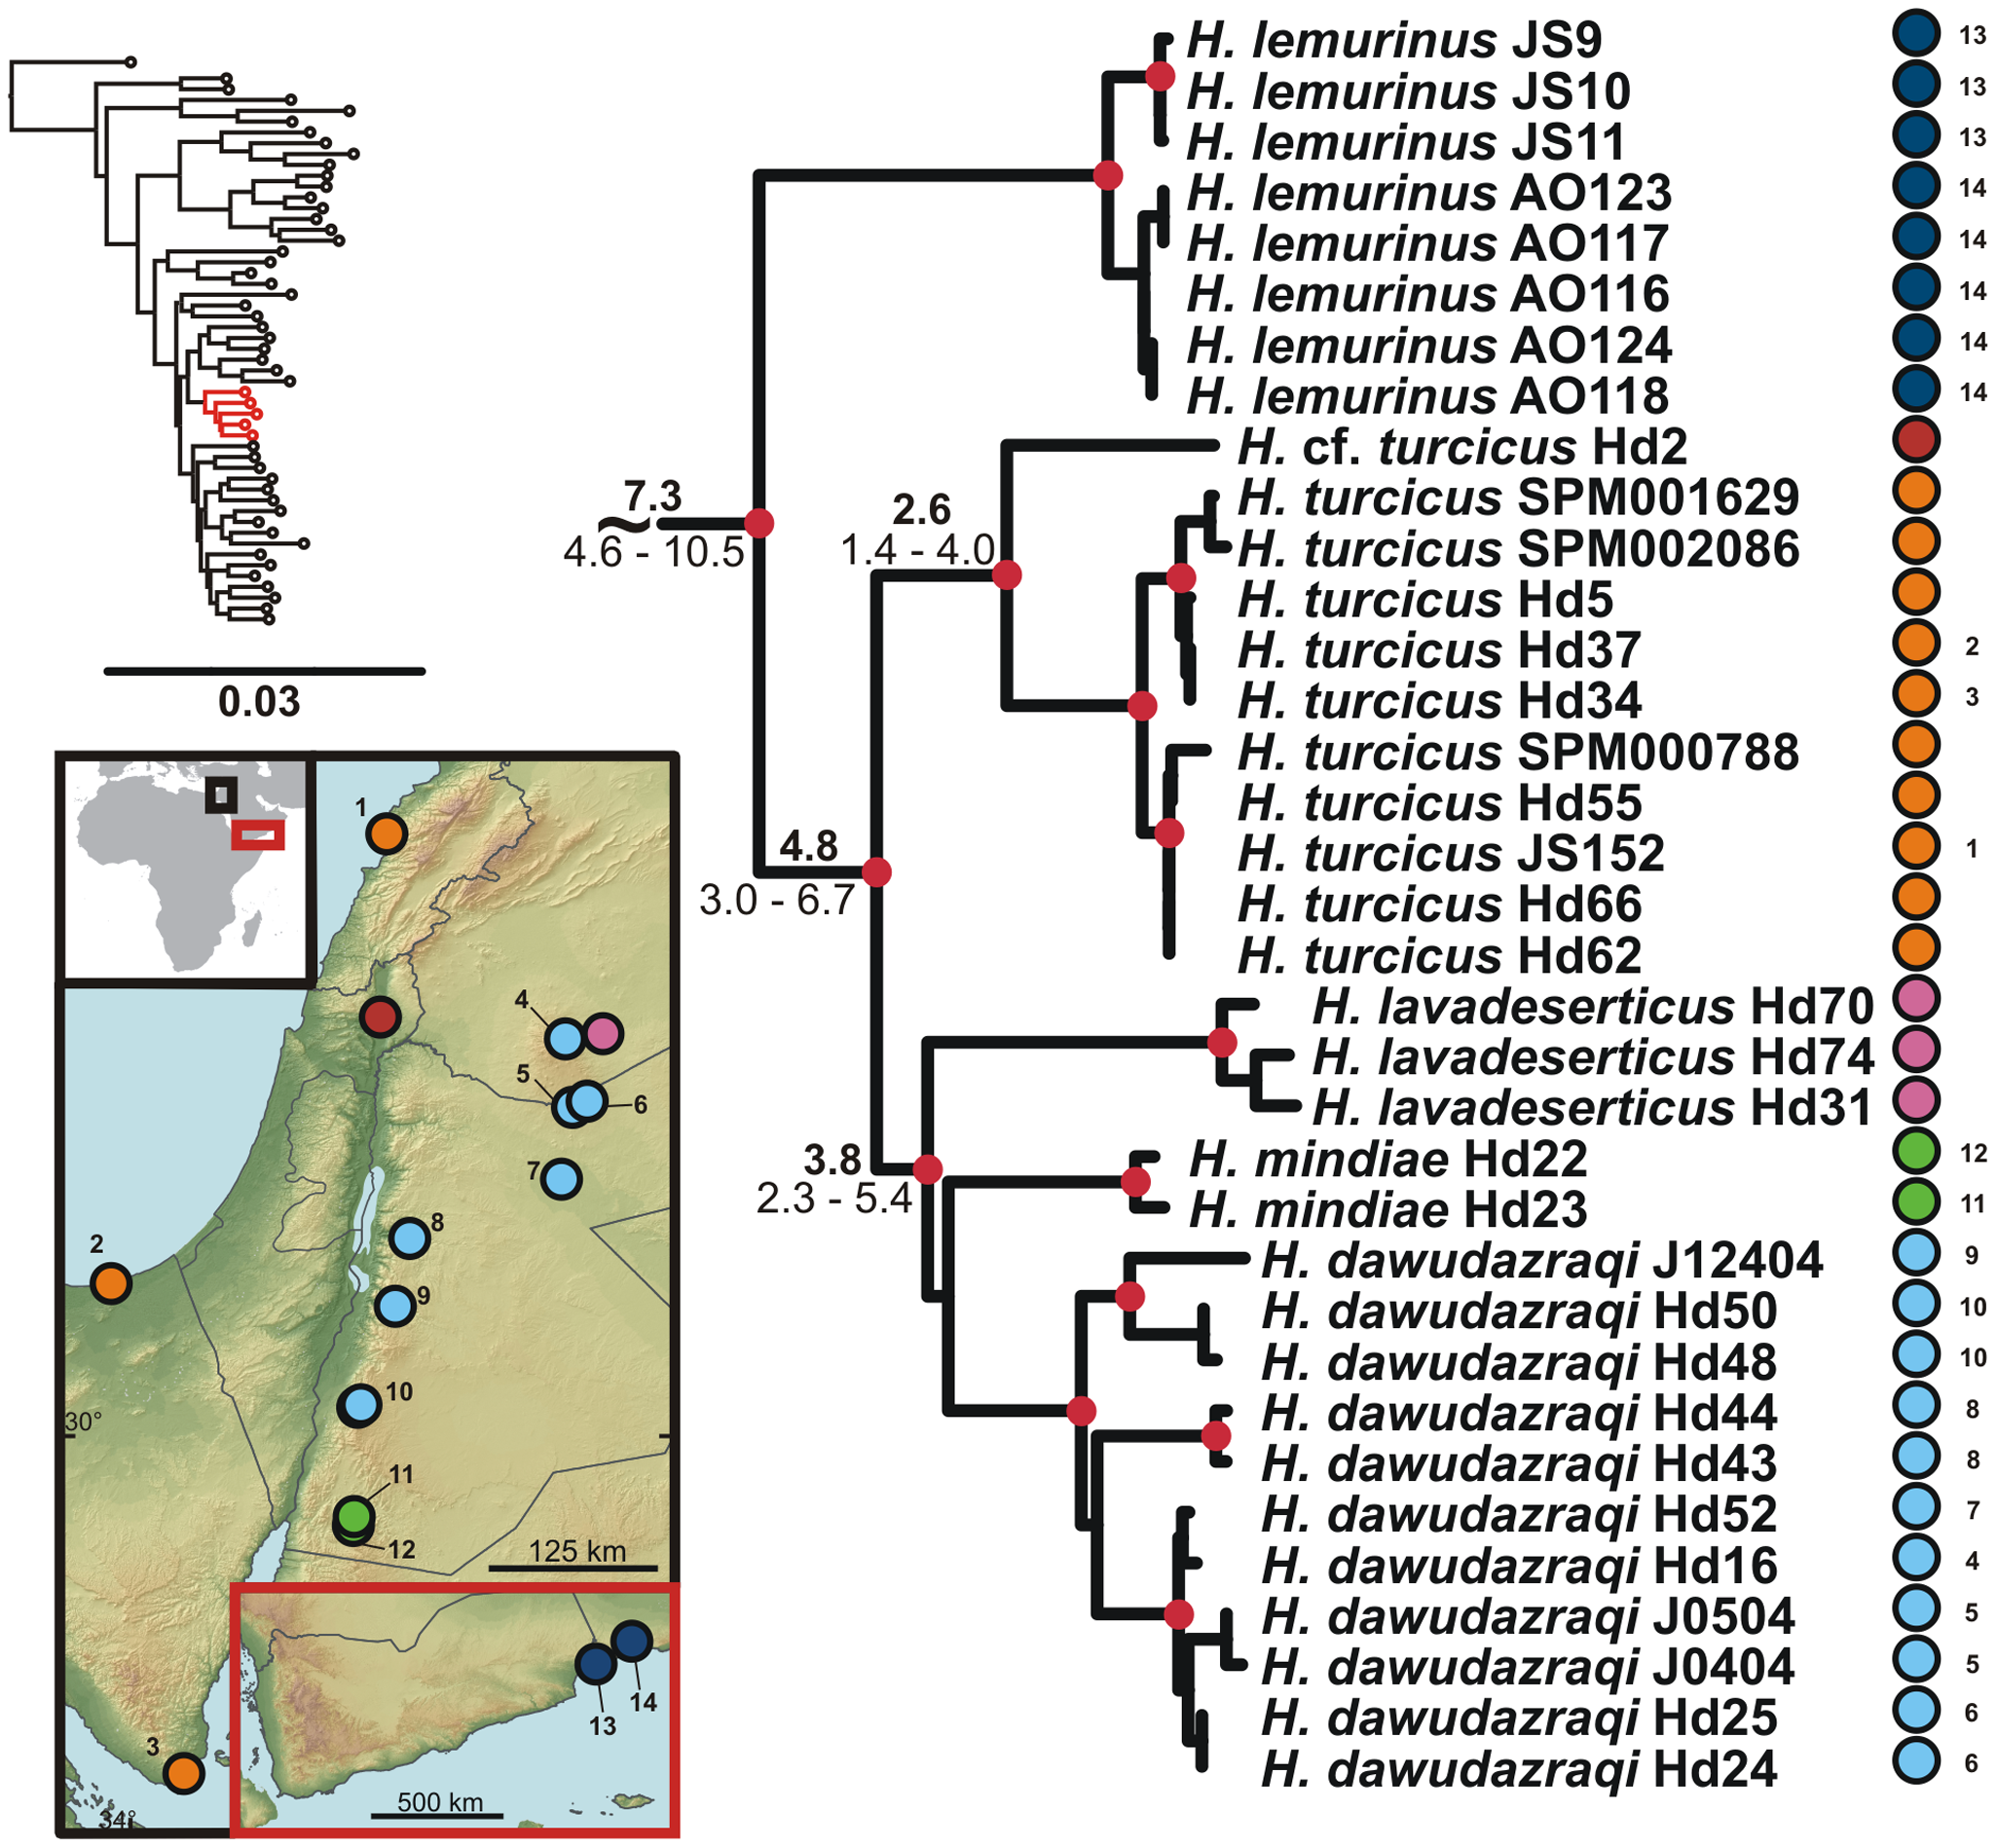 H. lemurinus JS9 13
H. lemurinus JS10 13
H. lemurinus JS11 13
H. lemurinus AO123 14
H. lemurinus AO117 14
H. lemurinus AO116 14
H. lemurinus AO124 14
H. lemurinus AO118 14
H. cf. turcicus Hd2
H. turcicus SPM001629
H. turcicus SPM002086
H. turcicus Hd5
H. turcicus Hd37 2
H. turcicus Hd34 3
H. turcicus SPM000788
H. turcicus Hd55
H. turcicus JS152 1
H. turcicus Hd66
H. turcicus Hd62
H. lavadeserticus Hd70
H. lavadeserticus Hd74
H. lavadeserticus Hd31
H. mindiae Hd22 12
H. mindiae Hd23 11
H. dawudazraqi J12404 9
H. dawudazraqi Hd50 10
H. dawudazraqi Hd48 10
H. dawudazraqi Hd44 8
H. dawudazraqi Hd43 8
H. dawudazraqi Hd52 7
H. dawudazraqi Hd16 4
H. dawudazraqi J0504 5
H. dawudazraqi J0404 5
H. dawudazraqi Hd25 6
H. dawudazraqi Hd24 6
7.3
~
4.6 - 10.5
2.6
1.4 - 4.0
4.8
3.0 - 6.7
3.8
2.3 - 5.4
0.03
1
4
5
6
7
8
2
9
10
30°
11
12
125 km
14
13
3
500 km
34°